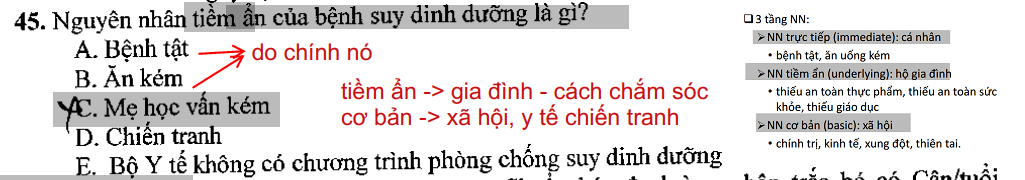 45. Nguyên nhân tiềm ẩn của bệnh suy dinh dưỡng là gì?
A. Bệnh tật
do chính nó
B. Ăn kém
C. Mẹ học vấn kém
D. Chiến tranh
E. Bộ Y tế không có chương trình phòng chống suy dinh dưỡng
tiềm ẩn -> gia đình - cách chấm sóc
cơ bản -> xã hội, y tế chiến tranh
❑ 3 tầng NN:
➢ NN trực tiếp (immediate): cá nhân
• bệnh tật, ăn uống kém
➢ NN tiềm ẩn (underlying): hộ gia đình
• thiếu an toàn thực phẩm, thiếu an toàn sức
khỏe, thiếu giáo dục
➢ NN cơ bản (basic): xã hội
• chính trị, kinh tế, xung đột, thiên tai.